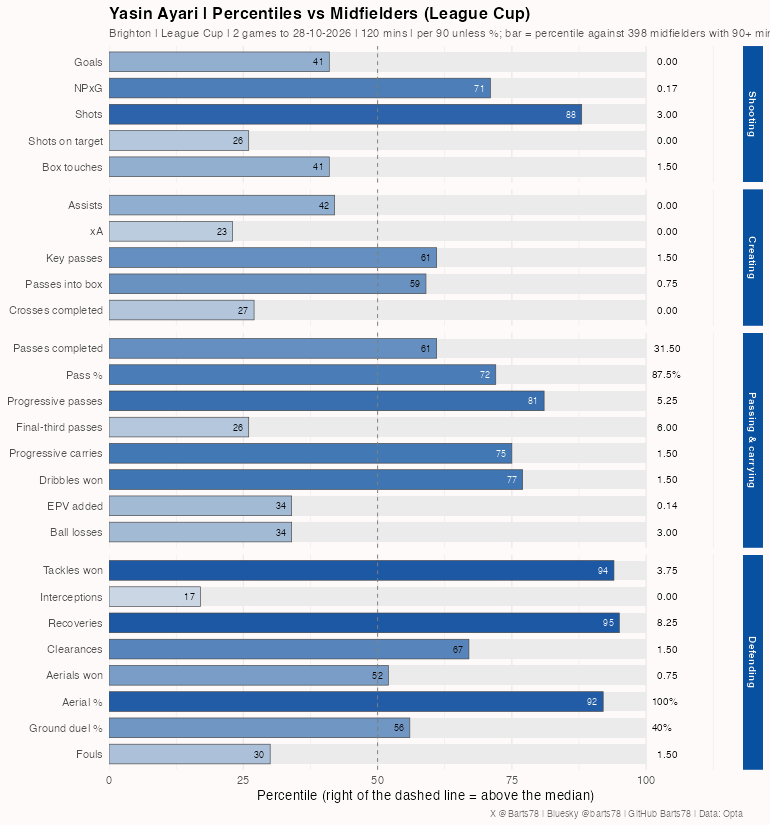 Yasin Ayari | Percentiles vs Midfielders (League Cup)
Brighton | League Cup | 2 games to 28-10-2026 | 120 mins | per 90 unless %; bar = percentile against 398 midfielders with 90+ min
Goals 41 0.00
NPxG 71 0.17
Shots 88 3.00
Shots on target 26 0.00
Box touches 41 1.50
Shooting
Assists 42 0.00
xA 23 0.00
Key passes 61 1.50
Passes into box 59 0.75
Crosses completed 27 0.00
Creating
Passes completed 61 31.50
Pass % 72 87.5%
Progressive passes 81 5.25
Final-third passes 26 6.00
Progressive carries 75 1.50
Dribbles won 77 1.50
EPV added 34 0.14
Ball losses 34 3.00
Passing & carrying
Tackles won 94 3.75
Interceptions 17 0.00
Recoveries 95 8.25
Clearances 67 1.50
Aerials won 52 0.75
Aerial % 92 100%
Ground duel % 56 40%
Fouls 30 1.50
Defending
0 25 50 75 100
Percentile (right of the dashed line = above the median)
X @Barts78 | Bluesky @barts78 | GitHub Barts78 | Data: Opta